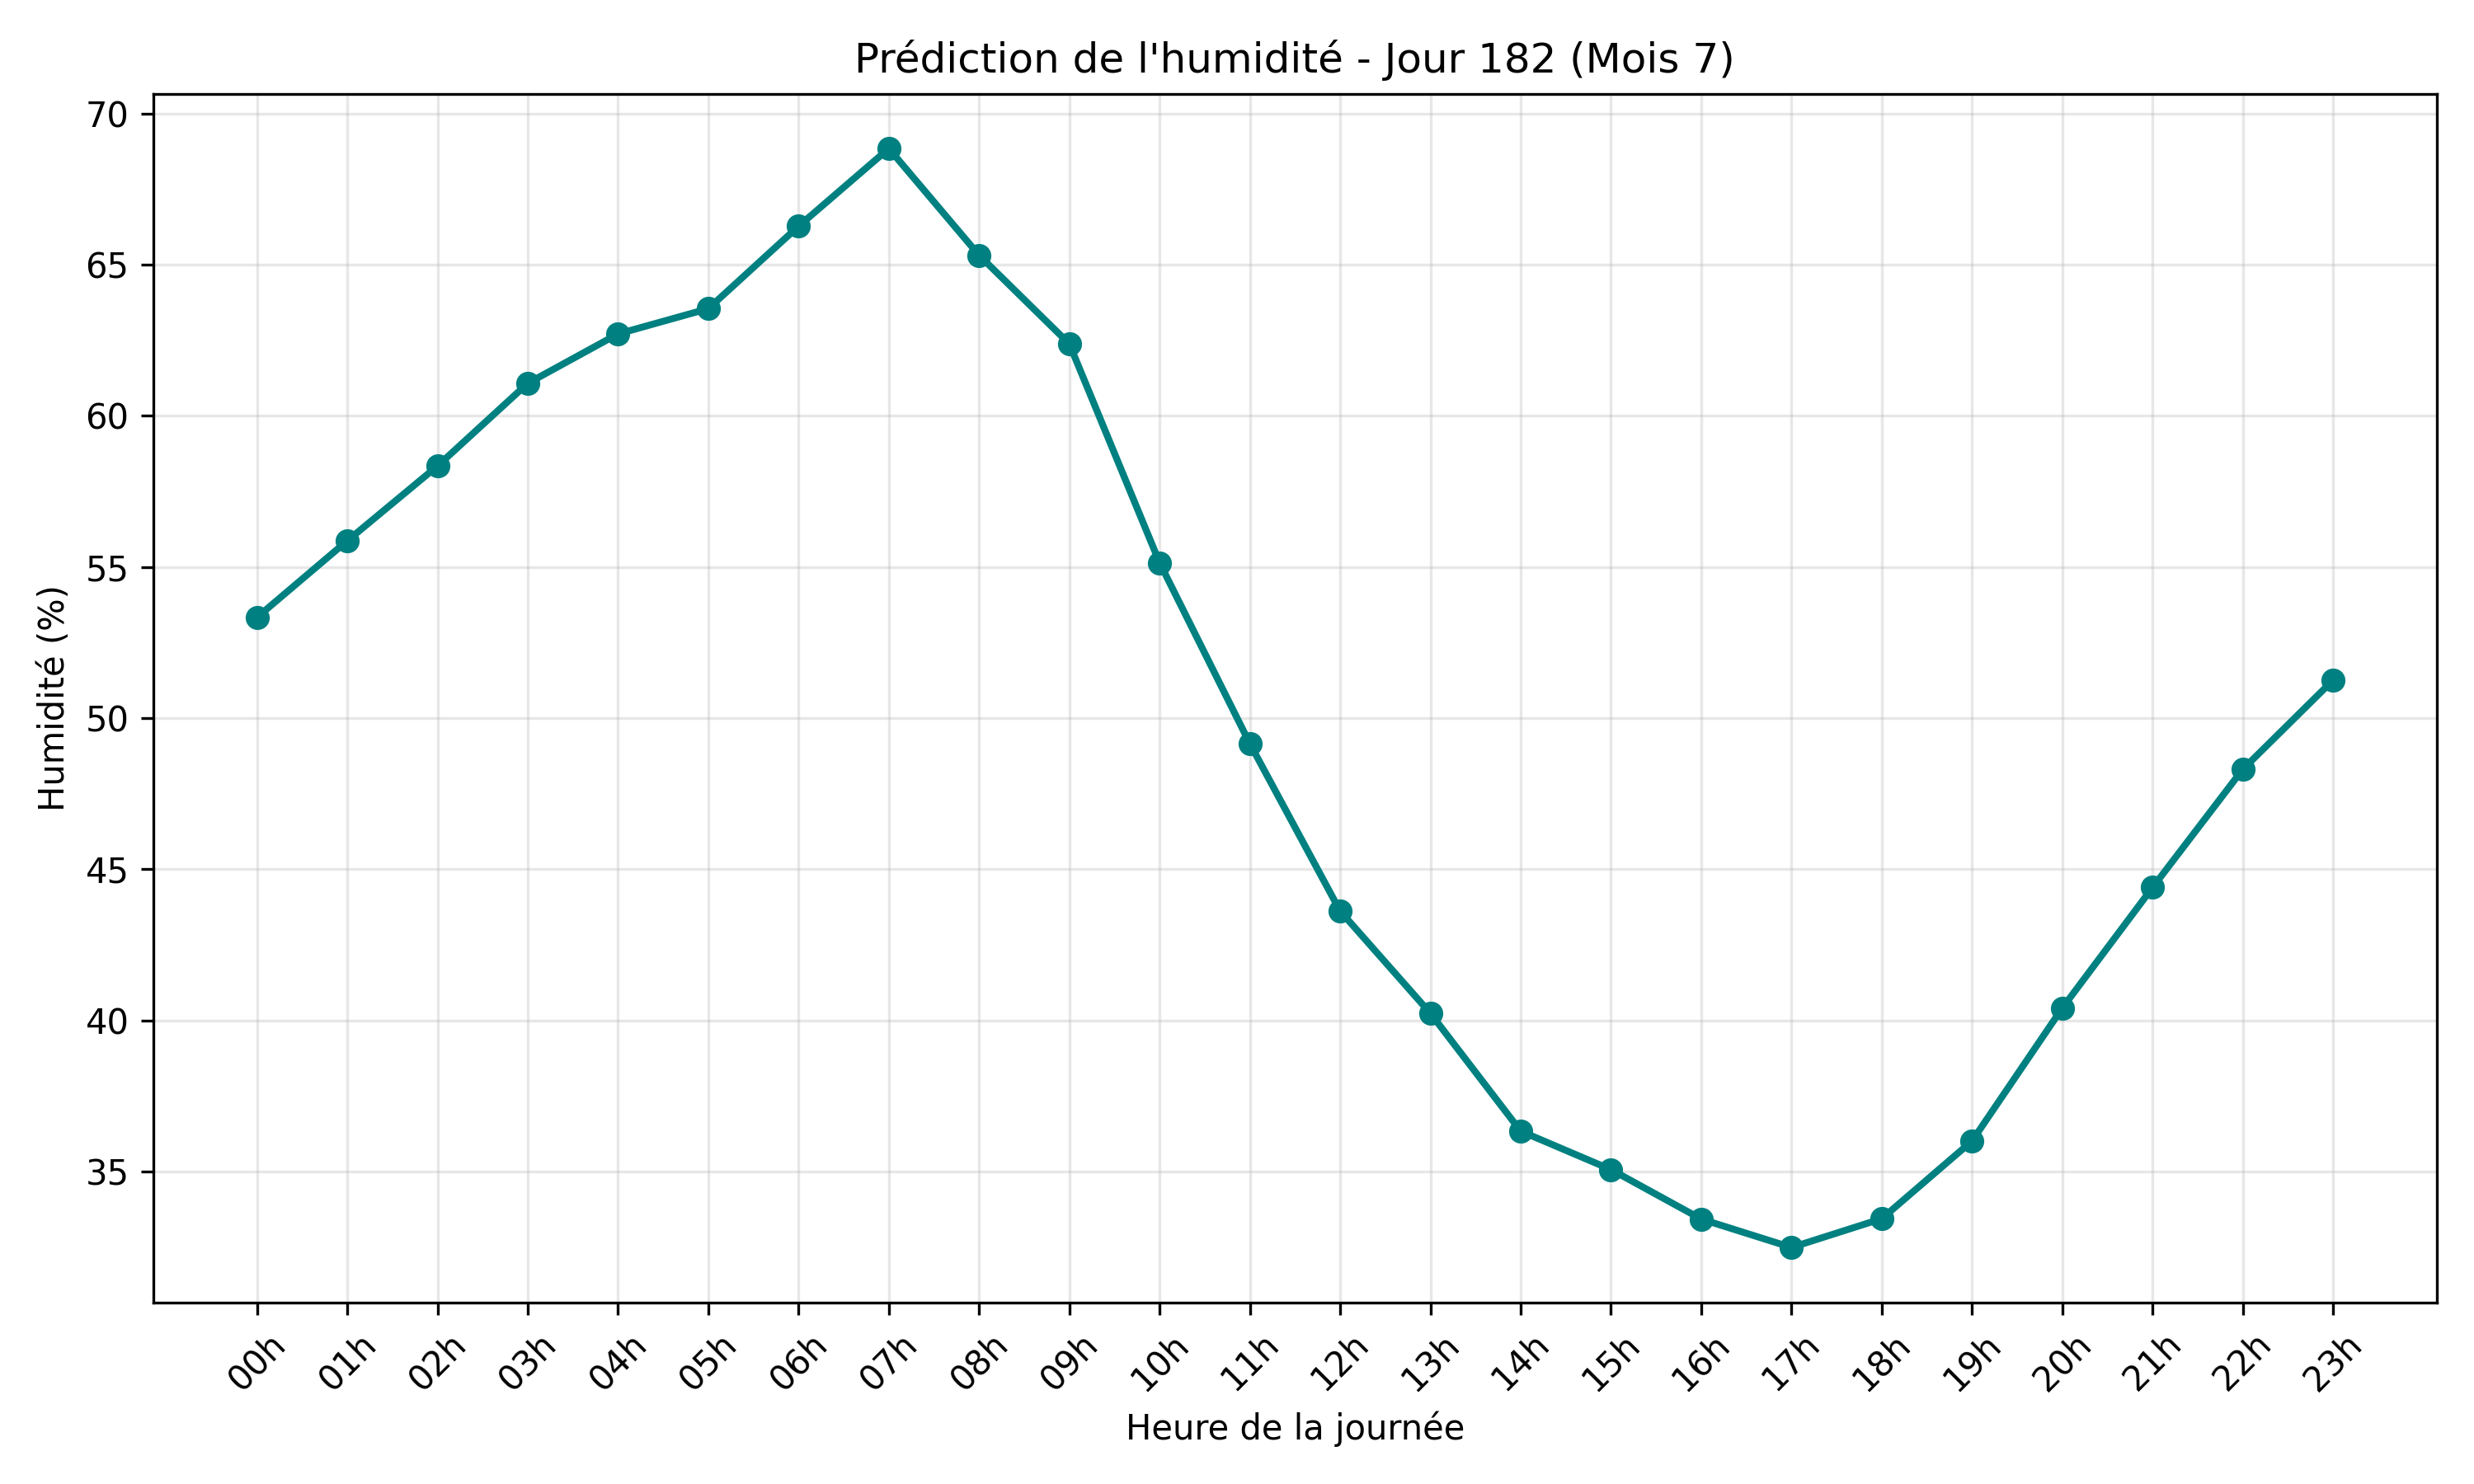 Prédiction de l'humidité - Jour 182 (Mois 7)
Humidité (%)
70
65
60
55
50
45
40
35
00h 01h 02h 03h 04h 05h 06h 07h 08h 09h 10h 11h 12h 13h 14h 15h 16h 17h 18h 19h 20h 21h 22h 23h
Heure de la journée